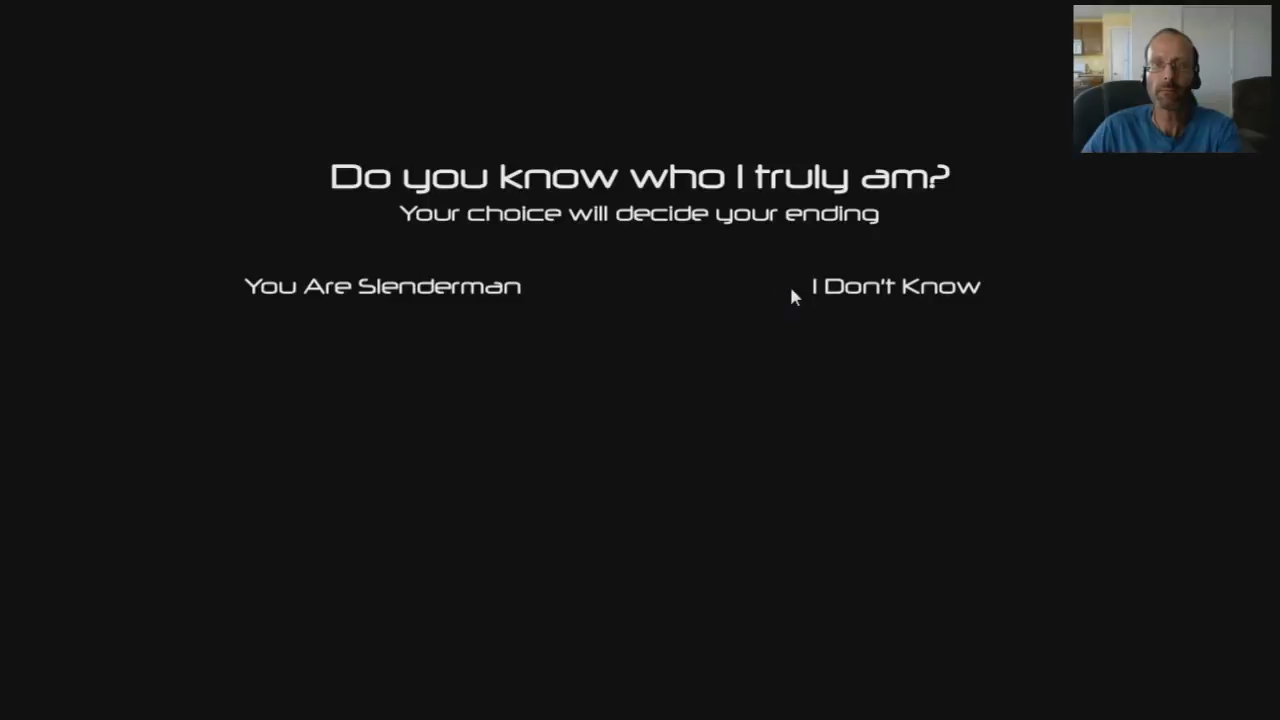 Do you know who I truly am?
Your choice will decide your ending
You Are Slenderman
I Don't Know